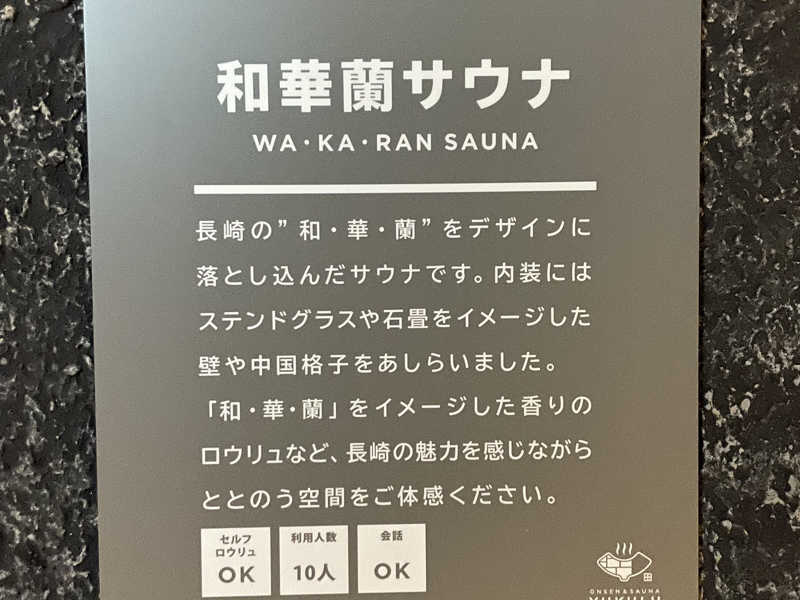 和華蘭サウナ
WA・KA・RAN SAUNA
長崎の”和・華・蘭”をデザインに
落とし込んだサウナです。内装には
ステンドグラスや石畳をイメージした
壁や中国格子をあしらいました。
「和・華・蘭」をイメージした香りの
ロウリュなど、長崎の魅力を感じながら
ととのう空間をご体感ください。
セルフ
ロウリュ
OK
利用人数
10人
会話
OK
ONSEN & SAUNA